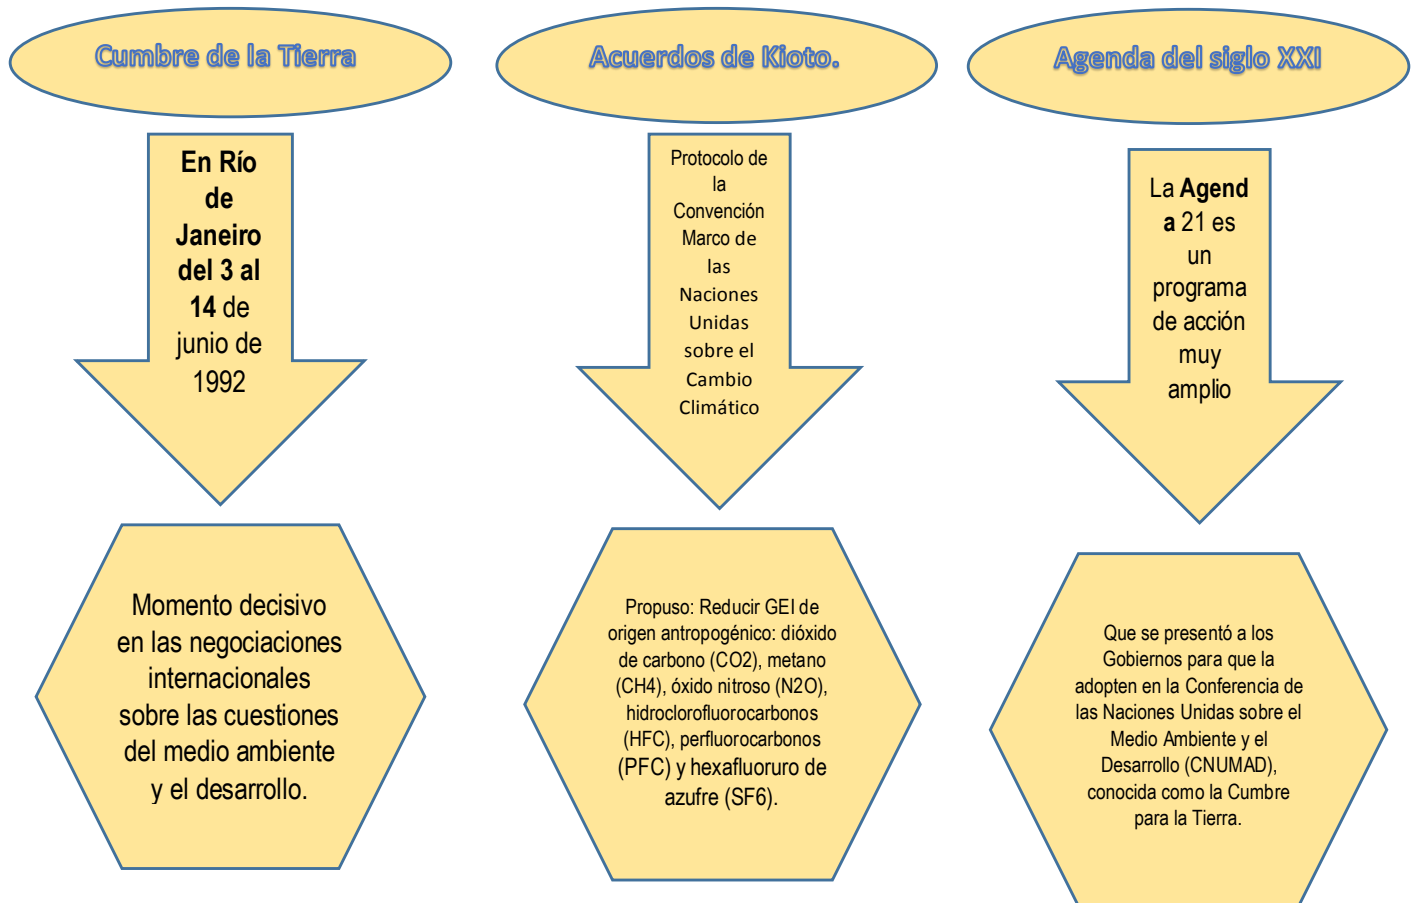 Cumbre de la Tierra
En Río
de
Janeiro
del 3 al
14 de
junio de
1992
Momento decisivo
en las negociaciones
internacionales
sobre las cuestiones
del medio ambiente
y el desarrollo.
Acuerdos de Kioto.
Protocolo de
la
Convención
Marco de
las
Naciones
Unidas
sobre el
Cambio
Climático
Propuso: Reducir GEI de
origen antropogénico: dióxido
de carbono (CO2), metano
(CH4), óxido nitroso (N2O),
hidroclorofluorocarbonos
(HFC), perfluorocarbonos
(PFC) y hexafluoruro de
azufre (SF6).
Agenda del siglo XXI
La Agend
a 21 es
un
programa
de acción
muy
amplio
Que se presentó a los
Gobiernos para que la
adopten en la Conferencia de
las Naciones Unidas sobre el
Medio Ambiente y el
Desarrollo (CNUMAD),
conocida como la Cumbre
para la Tierra.